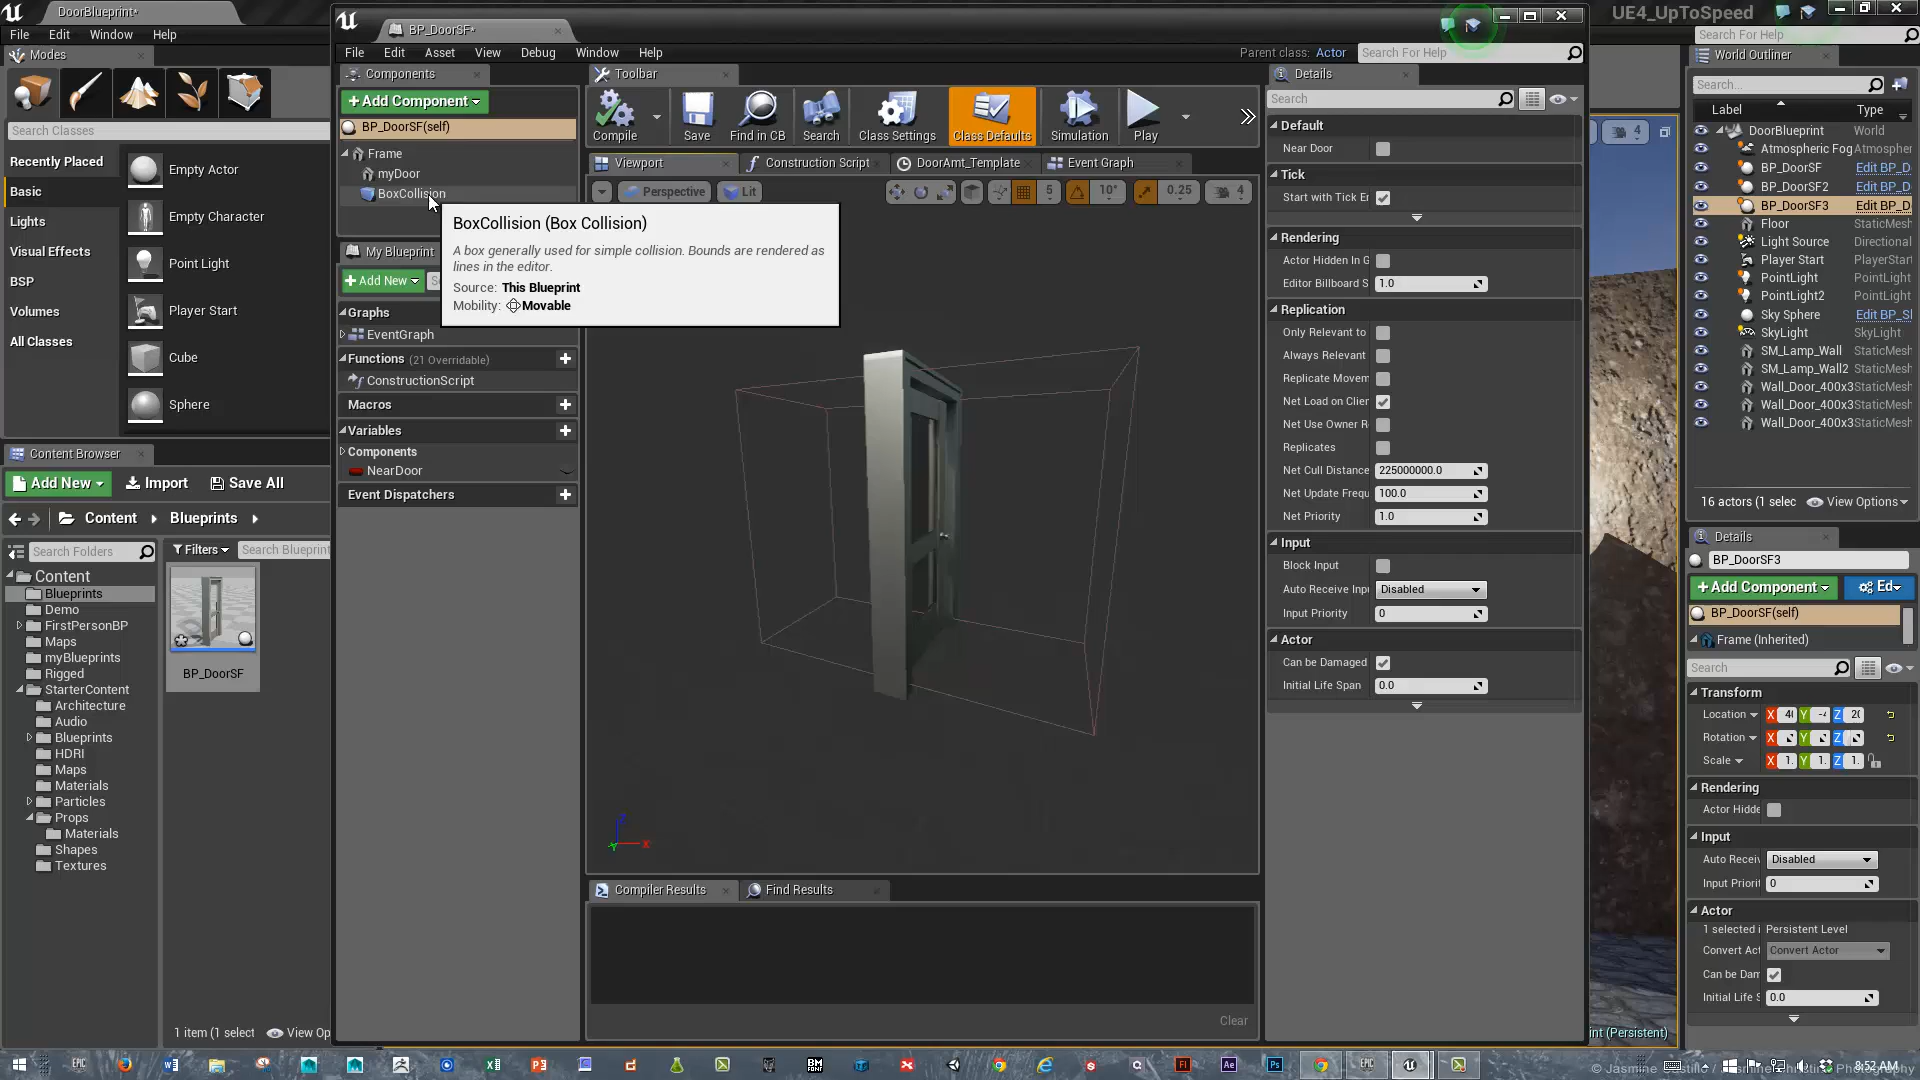 DoorBlueprint*
File Edit Window Help
Modes
Search Classes
Recently Placed
Basic
Lights
Visual Effects
BSP
Volumes
All Classes
Empty Actor
Empty Character
Point Light
Player Start
Cube
Sphere
Content Browser
Add New Import Save All
Content Blueprints
Search Folders
Filters Search Blueprint
Content
Blueprints
Demo
FirstPersonBP
Maps
myBlueprints
Rigged
StarterContent
Architecture
Audio
Blueprints
HDRI
Maps
Materials
Particles
Props
Materials
Shapes
Textures
BP_DoorSF
1 item (1 select View Op
BP_DoorSF*
File Edit Asset View Debug Window Help
Parent class: Actor Search For Help
Components
+Add Component
BP_DoorSF(self)
Frame
myDoor
BoxCollision
My Blueprint
+Add New
Graphs
EventGraph
Functions (21 Overridable)
ConstructionScript
Macros
Variables
Components
NearDoor
Event Dispatchers
BoxCollision (Box Collision)
A box generally used for simple collision. Bounds are rendered as
lines in the editor.
Source: This Blueprint
Mobility: Movable
Toolbar
Compile Save Find in CB Search Class Settings Class Defaults Simulation Play
Viewport Construction Script DoorAmt_Template Event Graph
Perspective Lit 5 10° 0.25 4
Z
Y X
Compiler Results Find Results
Clear
Details
Search
Default
Near Door
Tick
Start with Tick Er
Rendering
Actor Hidden In G
Editor Billboard S 1.0
Replication
Only Relevant to
Always Relevant
Replicate Movem
Net Load on Clien
Net Use Owner R
Replicates
Net Cull Distance 225000000.0
Net Update Frequ 100.0
Net Priority 1.0
Input
Block Input
Auto Receive Inpu Disabled
Input Priority 0
Actor
Can be Damaged
Initial Life Span 0.0
UE4_UpToSpeed
Search For Help
World Outliner
Search...
Label Type
DoorBlueprint World
Atmospheric Fog Atmosp
BP_DoorSF Edit BP_D
BP_DoorSF2 Edit BP_D
BP_DoorSF3 Edit BP_D
Floor StaticMesh
Light Source Directional
Player Start PlayerStart
PointLight PointLight
PointLight2 PointLight
Sky Sphere Edit BP_Sl
SkyLight SkyLight
SM_Lamp_Wall StaticMesh
SM_Lamp_Wall2 StaticMesh
Wall_Door_400x3 StaticMesh
Wall_Door_400x3 StaticMesh
Wall_Door_400x3 StaticMesh
16 actors (1 selec View Options
4
Details
BP_DoorSF3
+Add Component Ed
BP_DoorSF(self)
Frame (Inherited)
Search
Transform
Location X Y Z
Rotation X Y Z
Scale X 1. Y 1. Z 1.
Rendering
Actor Hidde
Input
Auto Receiv Disabled
Input Priorit 0
Actor
1 selected i Persistent Level
Convert Act Convert Actor
Can be Dam
Initial Life S 0.0
int (Persistent)
8:52 AM